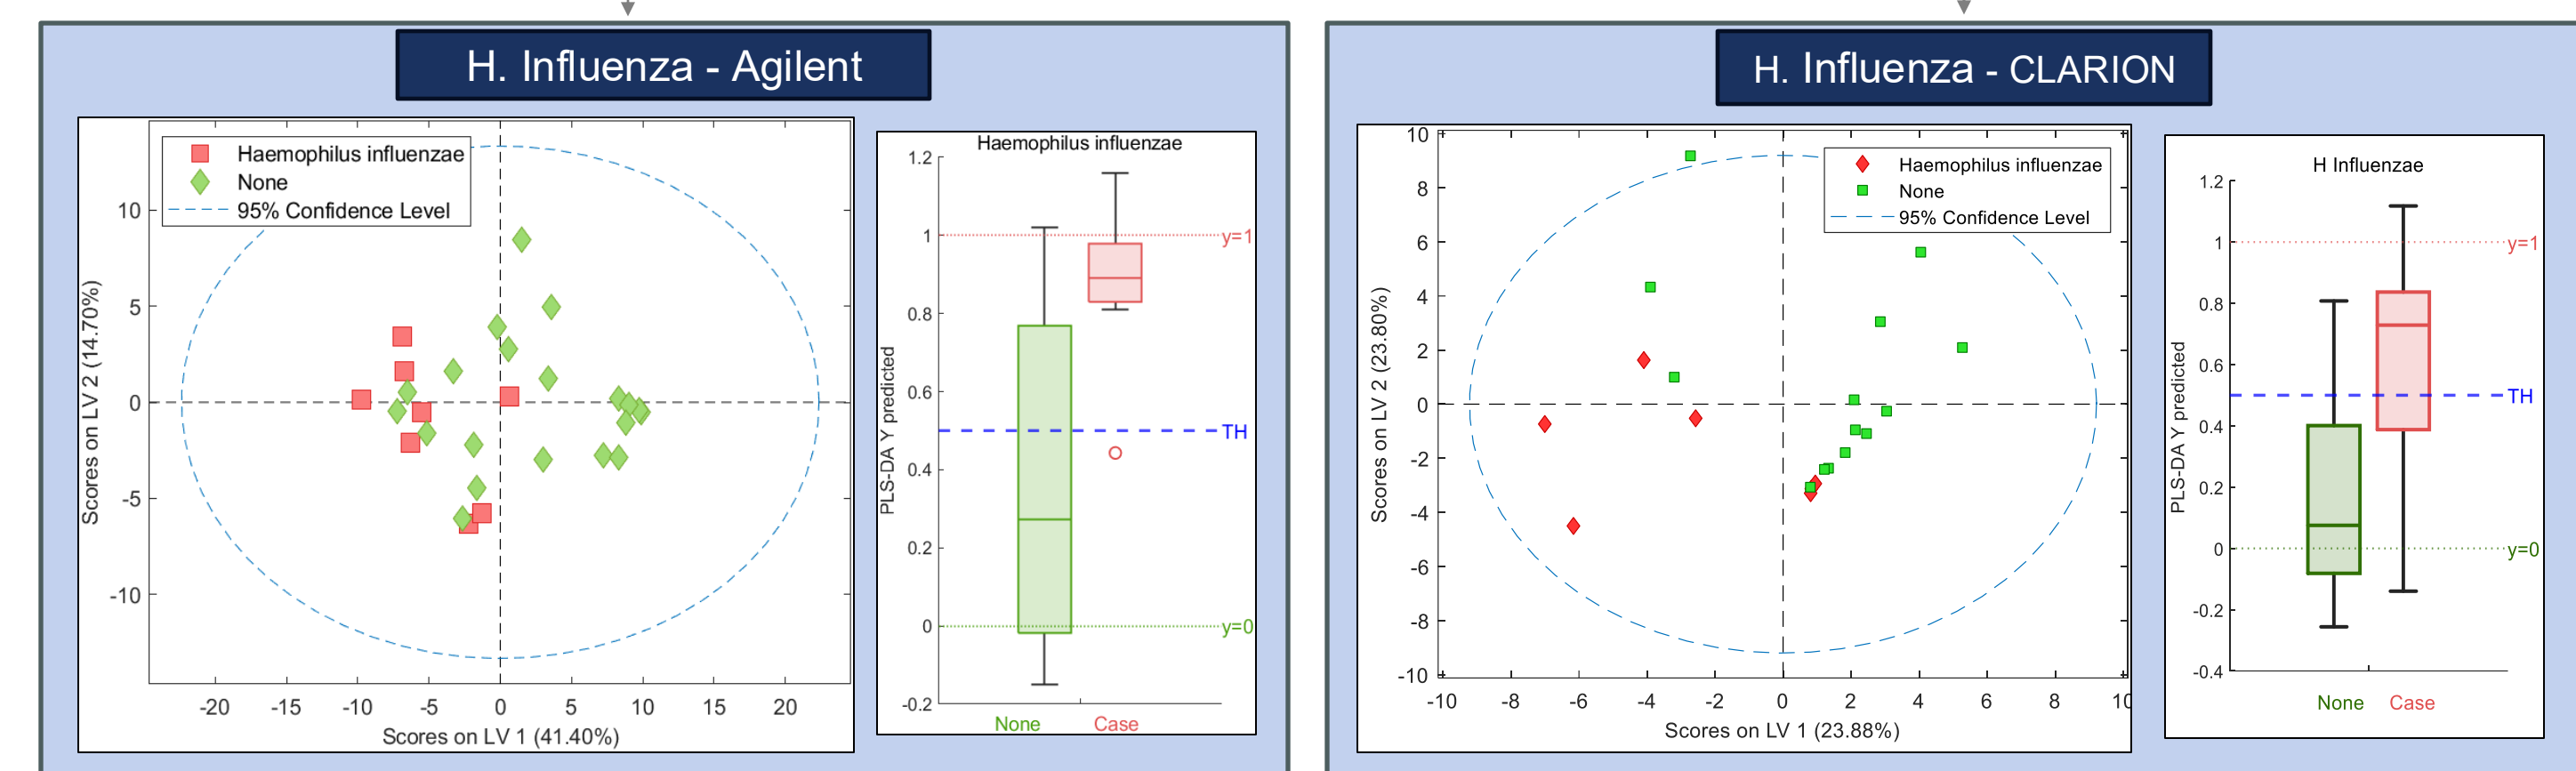 H. Influenza - Agilent
Haemophilus influenzae
None
95% Confidence Level
10
5
0
-5
-10
-20
-15
-10
-5
0
5
10
15
20
Scores on LV 2 (14.70%)
Scores on LV 1 (41.40%)
Haemophilus influenzae
1.2
1
0.8
0.6
0.4
0.2
0
-0.2
PLS-DA Y predicted
y=1
TH
y=0
None
Case
H. Influenza - CLARION
Haemophilus influenzae
None
95% Confidence Level
10
8
6
4
2
0
-2
-4
-6
-8
-10
-10
-8
-6
-4
-2
0
2
4
6
8
10
Scores on LV 2 (23.80%)
Scores on LV 1 (23.88%)
H Influenzae
1.2
1
0.8
0.6
0.4
0.2
0
-0.2
-0.4
PLS-DA Y predicted
y=1
TH
y=0
None
Case